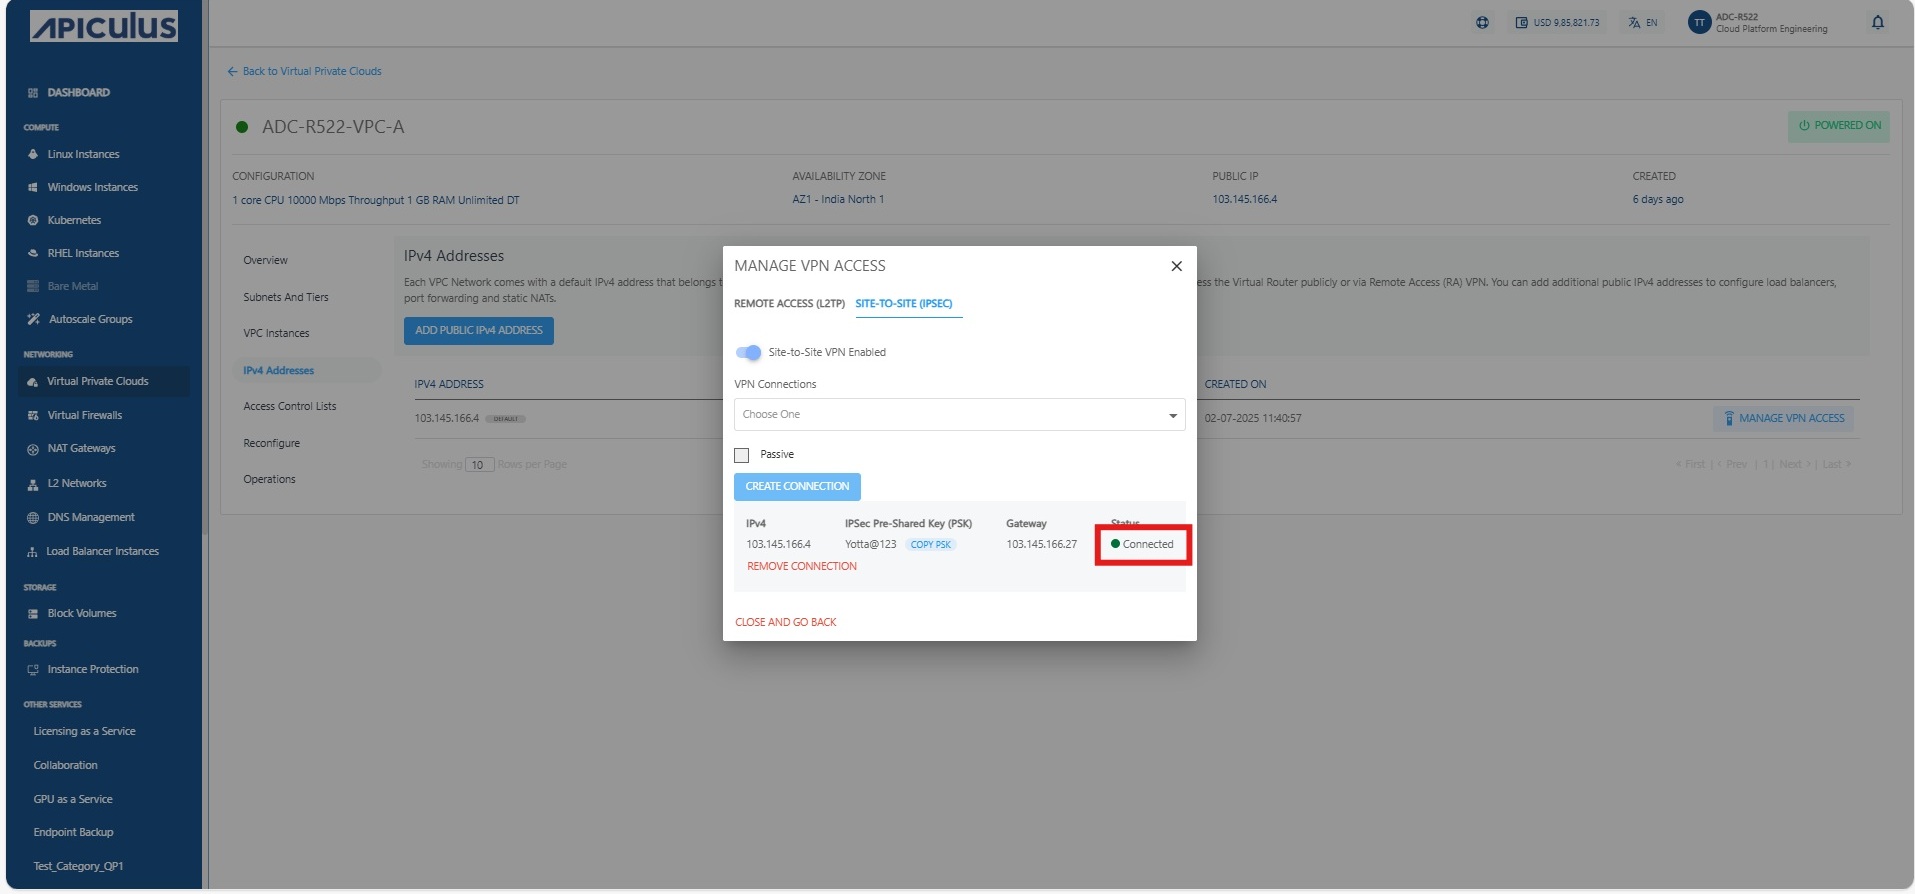 APICULUS
USD 9,85,821.73
EN
TT
ADC-R522
Cloud Platform Engineering
DASHBOARD
COMPUTE
Linux Instances
Windows Instances
Kubernetes
RHEL Instances
Bare Metal
Autoscale Groups
NETWORKING
Virtual Private Clouds
Virtual Firewalls
NAT Gateways
L2 Networks
DNS Management
Load Balancer Instances
STORAGE
Block Volumes
BACKUPS
Instance Protection
OTHER SERVICES
Licensing as a Service
Collaboration
GPU as a Service
Endpoint Backup
Test_Category_QP1
Back to Virtual Private Clouds
ADC-R522-VPC-A
POWERED ON
CONFIGURATION
1 core CPU 10000 Mbps Throughput 1 GB RAM Unlimited DT
AVAILABILITY ZONE
AZ1 - India North 1
PUBLIC IP
103.145.166.4
CREATED
6 days ago
Overview
Subnets And Tiers
VPC Instances
IPv4 Addresses
Access Control Lists
Reconfigure
Operations
IPv4 Addresses
Each VPC Network comes with a default IPv4 address that belongs t
ess the Virtual Router publicly or via Remote Access (RA) VPN. You can add additional public IPv4 addresses to configure load balancers,
port forwarding and static NATs.
ADD PUBLIC IPv4 ADDRESS
IPV4 ADDRESS
CREATED ON
103.145.166.4 DEFAULT
02-07-2025 11:40:57
MANAGE VPN ACCESS
Showing 10 Rows per Page
< First | < Prev | 1 | Next > | Last >
MANAGE VPN ACCESS
REMOTE ACCESS (L2TP) SITE-TO-SITE (IPSEC)
Site-to-Site VPN Enabled
VPN Connections
Choose One
Passive
CREATE CONNECTION
IPv4 IPSec Pre-Shared Key (PSK) Gateway Status
103.145.166.4 Yotta@123 COPY PSK 103.145.166.27 Connected
REMOVE CONNECTION
CLOSE AND GO BACK